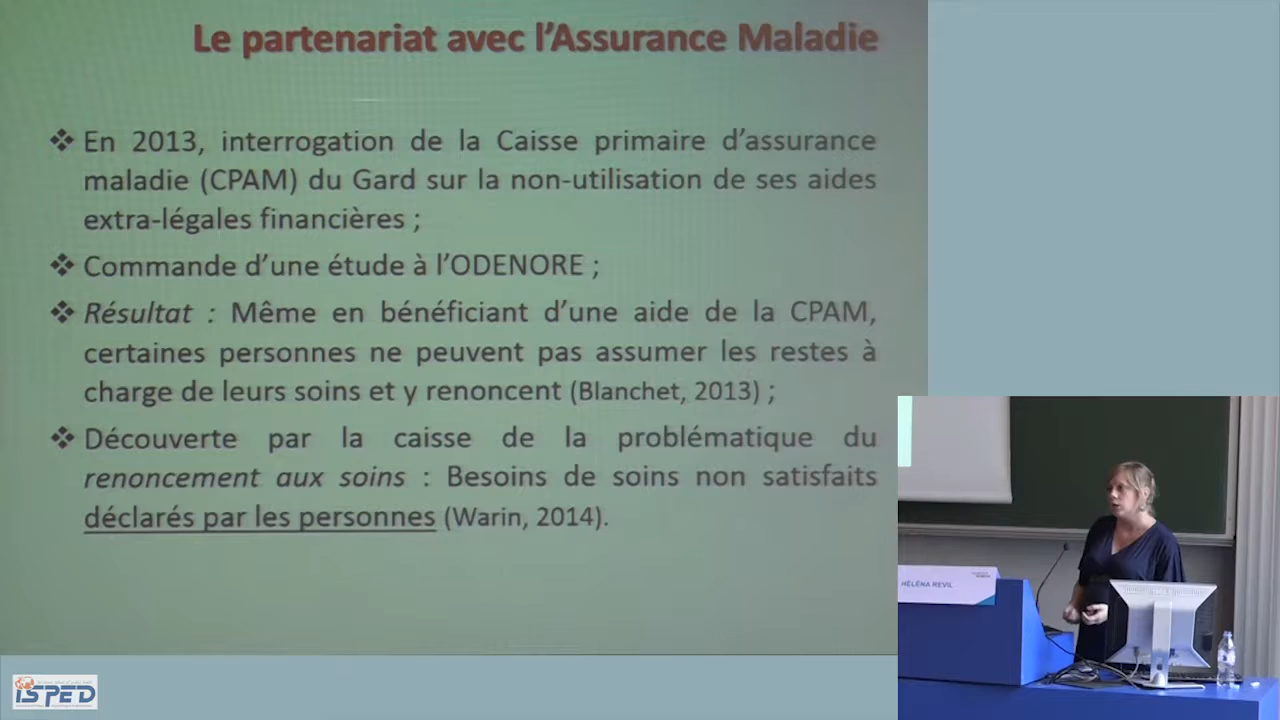 Le partenariat avec l'Assurance Maladie
❖ En 2013, interrogation de la Caisse primaire d'assurance
maladie (CPAM) du Gard sur la non-utilisation de ses aides
extra-légales financières ;
❖ Commande d'une étude à l'ODENORE ;
❖ Résultat : Même en bénéficiant d'une aide de la CPAM,
certaines personnes ne peuvent pas assumer les restes à
charge de leurs soins et y renoncent (Blanchet, 2013) ;
❖ Découverte par la caisse de la problématique du
renoncement aux soins : Besoins de soins non satisfaits
déclarés par les personnes (Warin, 2014).
HÉLÉNA REVIL
ISPED